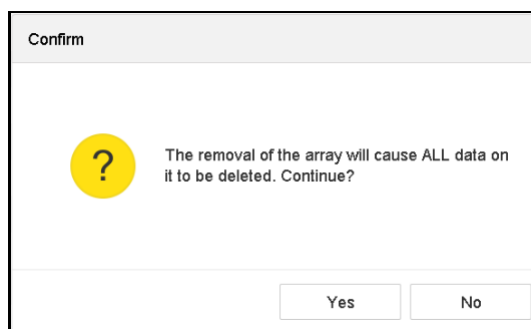 Confirm
?
The removal of the array will cause ALL data on
it to be deleted. Continue?
Yes
No